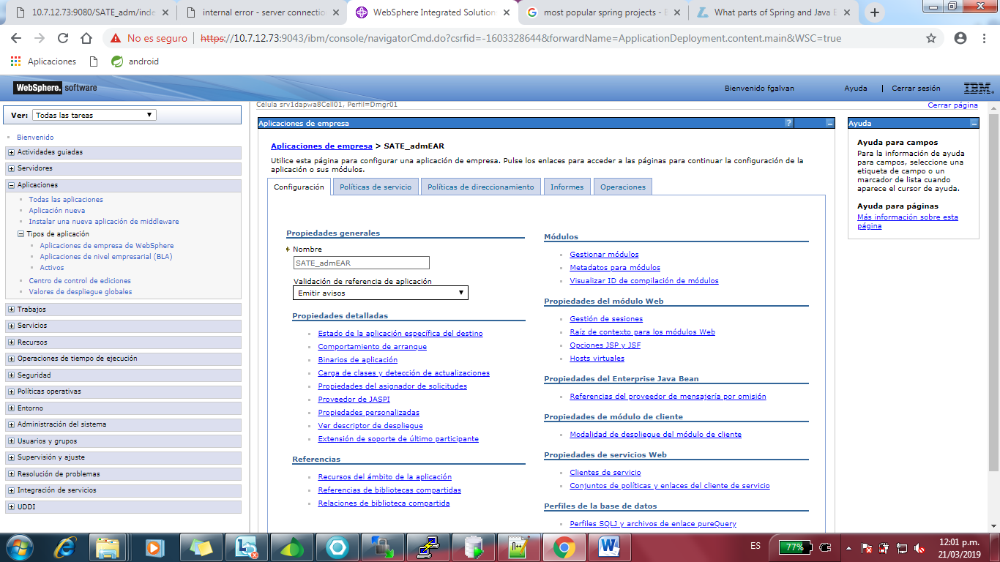 10.7.12.73:9080/SATE_adm/inde
internal error - server connectio
WebSphere Integrated Solution
most popular spring projects - B
What parts of Spring and Java E
No es seguro
https://10.7.12.73:9043/ibm/console/navigatorCmd.do?csrfid=-1603328644&forwardName=ApplicationDeployment.content.main&WSC=true
Aplicaciones
android
WebSphere. software
Bienvenido fgalvan
Ayuda
Cerrar sesión
IBM.
Ver: Todas las tareas
Bienvenido
Actividades guiadas
Servidores
Aplicaciones
Todas las aplicaciones
Aplicación nueva
Instalar una nueva aplicación de middleware
Tipos de aplicación
Aplicaciones de empresa de WebSphere
Aplicaciones de nivel empresarial (BLA)
Activos
Centro de control de ediciones
Valores de despliegue globales
Trabajos
Servicios
Recursos
Operaciones de tiempo de ejecución
Seguridad
Políticas operativas
Entorno
Administración del sistema
Usuarios y grupos
Supervisión y ajuste
Resolución de problemas
Integración de servicios
UDDI
Célula srv1dapwa8Cell01, Perfil=Dmgr01
Cerrar página
Aplicaciones de empresa
?
Aplicaciones de empresa > SATE_admEAR
Utilice esta página para configurar una aplicación de empresa. Pulse los enlaces para acceder a las páginas para continuar la configuración de la
aplicación o sus módulos.
Configuración
Políticas de servicio
Políticas de direccionamiento
Informes
Operaciones
Propiedades generales
* Nombre
SATE_admEAR
Validación de referencia de aplicación
Emitir avisos
Propiedades detalladas
Estado de la aplicación específica del destino
Comportamiento de arranque
Binarios de aplicación
Carga de clases y detección de actualizaciones
Propiedades del asignador de solicitudes
Proveedor de JASPI
Propiedades personalizadas
Ver descriptor de despliegue
Extensión de soporte de último participante
Referencias
Recursos del ámbito de la aplicación
Referencias de bibliotecas compartidas
Relaciones de biblioteca compartida
Módulos
Gestionar módulos
Metadatos para módulos
Visualizar ID de compilación de módulos
Propiedades del módulo Web
Gestión de sesiones
Raíz de contexto para los módulos Web
Opciones JSP y JSF
Hosts virtuales
Propiedades del Enterprise Java Bean
Referencias del proveedor de mensajería por omisión
Propiedades de módulo de cliente
Modalidad de despliegue del módulo de cliente
Propiedades de servicios Web
Clientes de servicio
Conjuntos de políticas y enlaces del cliente de servicio
Perfiles de la base de datos
Perfiles SQLJ y archivos de enlace pureQuery
Ayuda
Ayuda para campos
Para la información de ayuda
para campos, seleccione una
etiqueta de campo o un
marcador de lista cuando
aparece el cursor de ayuda.
Ayuda para páginas
Más información sobre esta
página
ES
77%
12:01 p.m.
21/03/2019